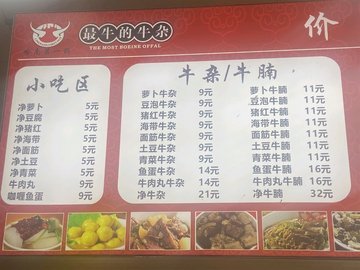 最牛的牛杂
THE MOST BOEINE OFFAL
价
小吃区
净萝卜 5元
净豆腐 5元
净猪红 5元
净海带 5元
净面筋 5元
净土豆 5元
净青菜 5元
牛肉丸 9元
咖喱鱼蛋 9元
牛杂/牛腩
萝卜牛杂 9元
豆泡牛杂 9元
猪红牛杂 9元
海带牛杂 9元
面筋牛杂 9元
土豆牛杂 9元
青菜牛杂 9元
鱼蛋牛杂 14元
牛肉丸牛杂 14元
净牛杂 21元
萝卜牛腩 11元
豆泡牛腩 11元
猪红牛腩 11元
海带牛腩 11元
面筋牛腩 11元
土豆牛腩 11元
青菜牛腩 11元
鱼蛋牛腩 16元
牛肉丸牛腩 16元
净牛腩 32元